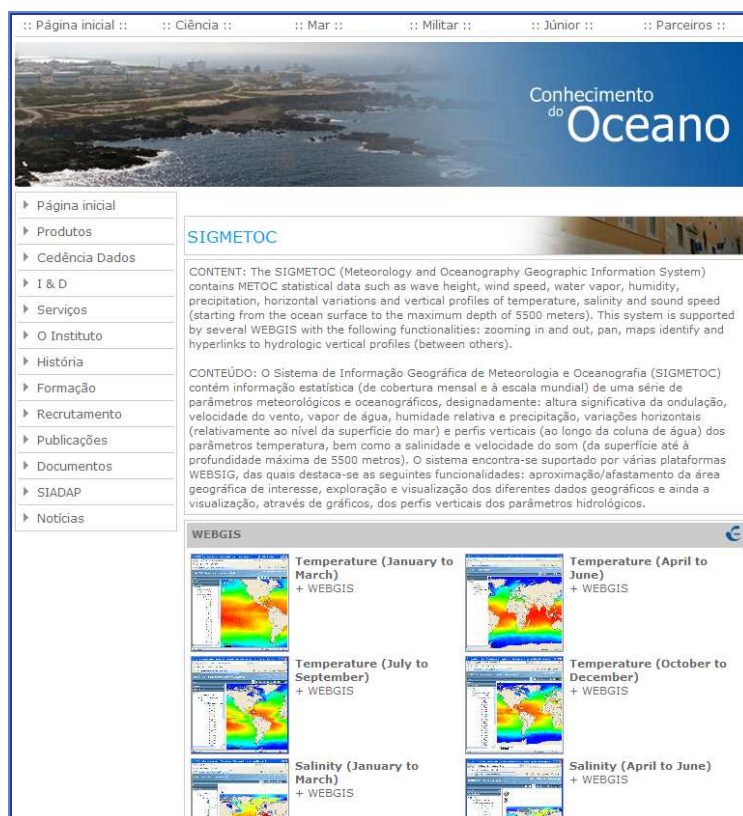 :: Página inicial :: :: Ciência :: :: Mar :: :: Militar :: :: Júnior :: :: Parceiros ::
Conhecimento
do Oceano
Página inicial
Produtos
Cedência Dados
I & D
Serviços
O Instituto
História
Formação
Recrutamento
Publicações
Documentos
SIADAP
Notícias
SIGMETOC
CONTENT: The SIGMETOC (Meteorology and Oceanography Geographic Information System)
contains METOC statistical data such as wave height, wind speed, water vapor, humidity,
precipitation, horizontal variations and vertical profiles of temperature, salinity and sound speed
(starting from the ocean surface to the maximum depth of 5500 meters). This system is supported
by several WEBGIS with the following functionalities: zooming in and out, pan, maps identify and
hyperlinks to hydrologic vertical profiles (between others).
CONTEÚDO: O Sistema de Informação Geográfica de Meteorologia e Oceanografia (SIGMETOC)
contém informação estatística (de cobertura mensal e à escala mundial) de uma série de
parâmetros meteorológicos e oceanográficos, designadamente: altura significativa da ondulação,
velocidade do vento, vapor de água, humidade relativa e precipitação, variações horizontais
(relativamente ao nível da superfície do mar) e perfis verticais (ao longo da coluna de água) dos
parâmetros temperatura, bem como a salinidade e velocidade do som (da superfície até à
profundidade máxima de 5500 metros). O sistema encontra-se suportado por várias plataformas
WEBSIG, das quais destaca-se as seguintes funcionalidades: aproximação/afastamento da área
geográfica de interesse, exploração e visualização dos diferentes dados geográficos e ainda a
visualização, através de gráficos, dos perfis verticais dos parâmetros hidrológicos.
WEBGIS
Temperature (January to
March)
+ WEBGIS
Temperature (April to
June)
+ WEBGIS
Temperature (July to
September)
+ WEBGIS
Temperature (October to
December)
+ WEBGIS
Salinity (January to
March)
+ WEBGIS
Salinity (April to June)
+ WEBGIS